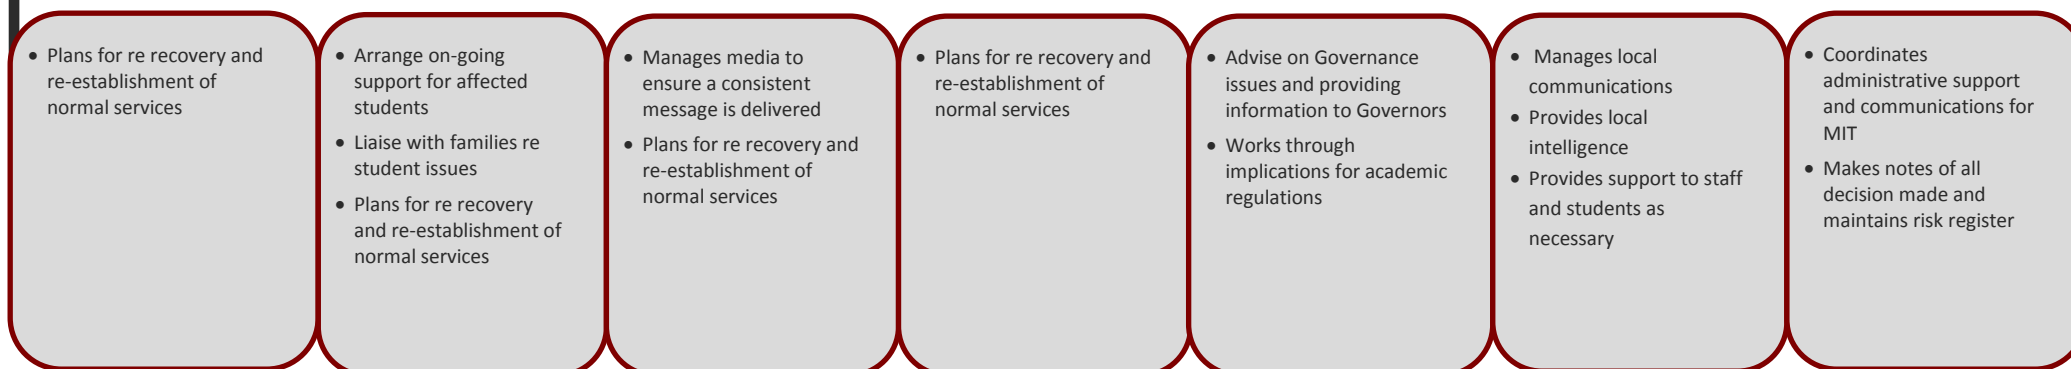 • Plans for re recovery and
re-establishment of
normal services
• Arrange on-going
support for affected
students
• Liaise with families re
student issues
• Plans for re recovery
and re-establishment of
normal services
• Manages media to
ensure a consistent
message is delivered
• Plans for re recovery and
re-establishment of
normal services
• Plans for re recovery and
re-establishment of
normal services
• Advise on Governance
issues and providing
information to Governors
• Works through
implications for academic
regulations
• Manages local
communications
• Provides local
intelligence
• Provides support to staff
and students as
necessary
• Coordinates
administrative support
and communications for
MIT
• Makes notes of all
decision made and
maintains risk register